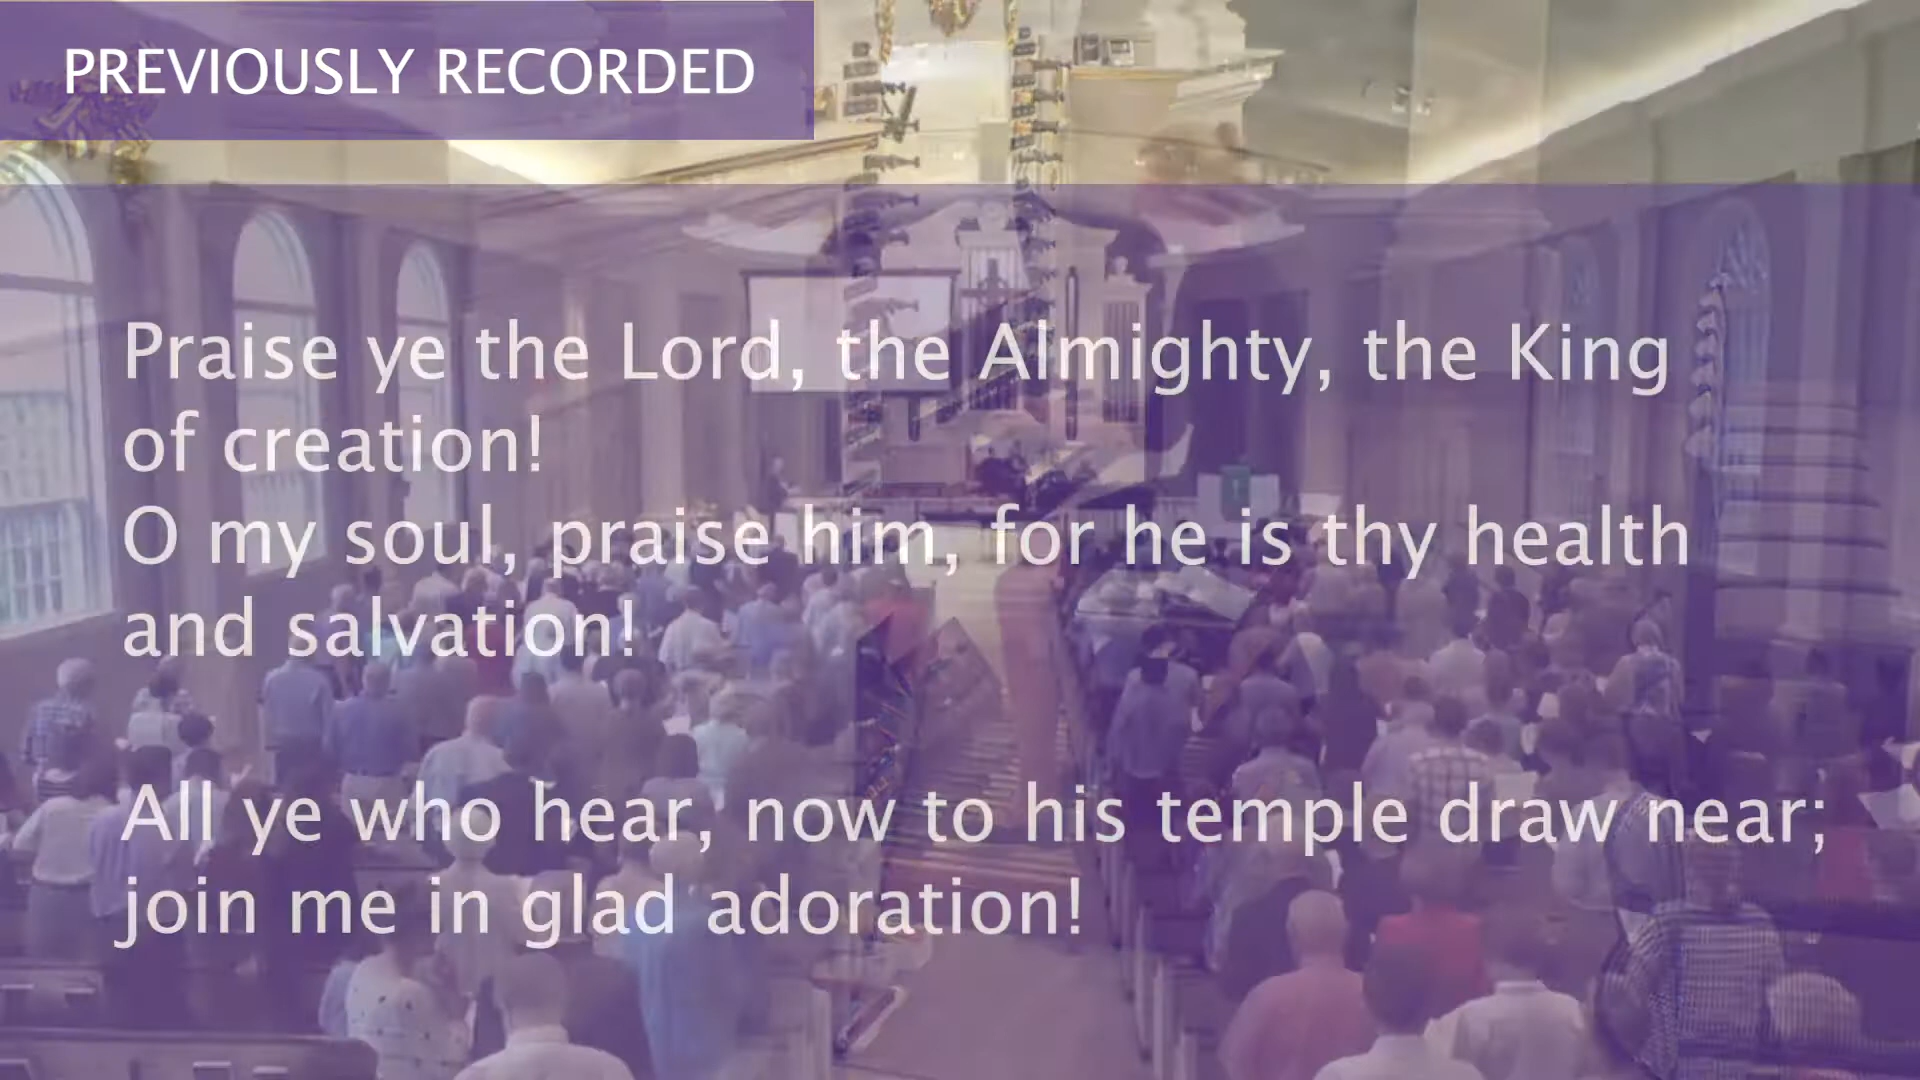 PREVIOUSLY RECORDED
Praise ye the Lord, the Almighty, the King
of creation!
O my soul, praise him, for he is thy health
and salvation!
All ye who hear, now to his temple draw near;
join me in glad adoration!